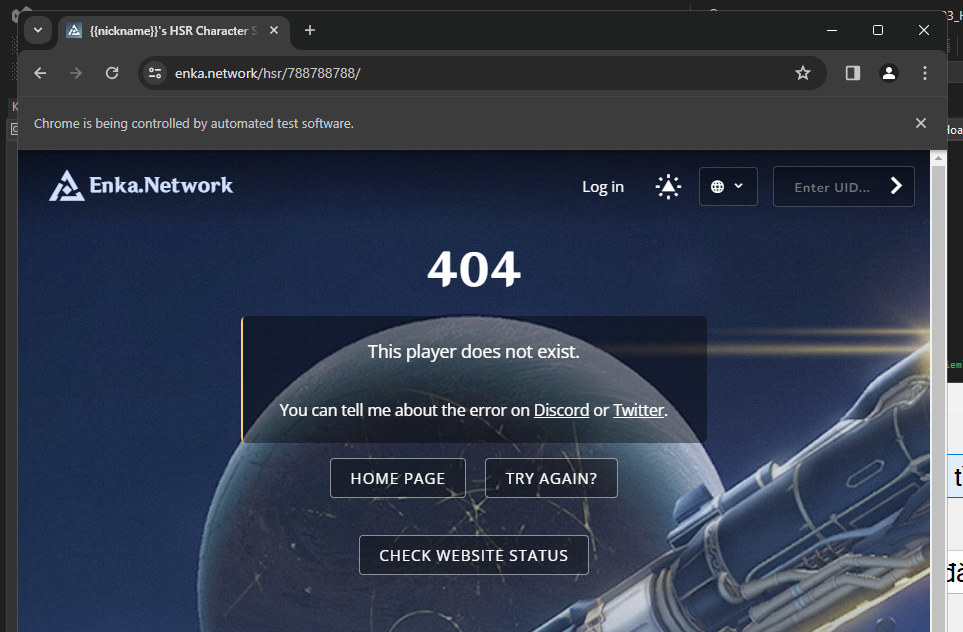 {{nickname}}'s HSR Character
enka.network/hsr/788788788/
Chrome is being controlled by automated test software.
Enka.Network
Log in
Enter UID...
404
This player does not exist.
You can tell me about the error on Discord or Twitter.
HOME PAGE
TRY AGAIN?
CHECK WEBSITE STATUS